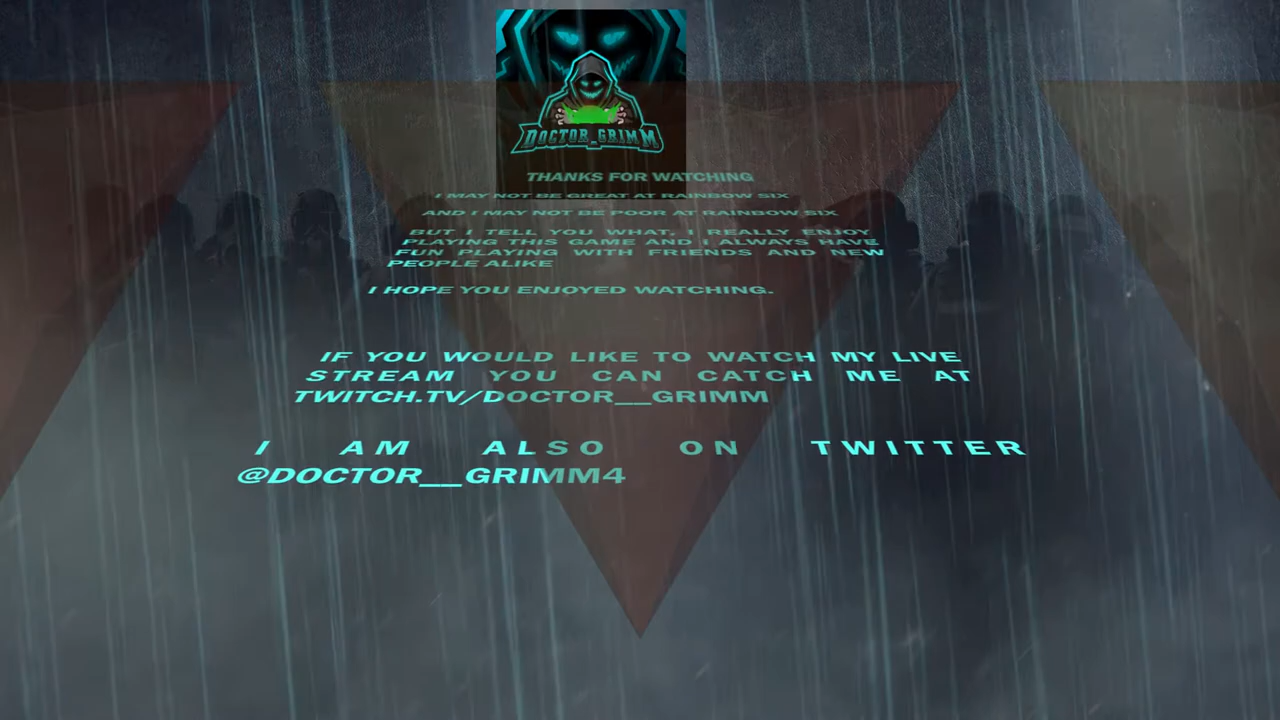 DOCTOR_GRIMM
THANKS FOR WATCHING
I MAY NOT BE GREAT AT RAINBOW SIX
AND I MAY NOT BE POOR AT RAINBOW SIX
BUT I TELL YOU WHAT, I REALLY ENJOY
PLAYING THIS GAME AND I ALWAYS HAVE
FUN PLAYING WITH FRIENDS AND NEW
PEOPLE ALIKE
I HOPE YOU ENJOYED WATCHING.
IF YOU WOULD LIKE TO WATCH MY LIVE
STREAM YOU CAN CATCH ME AT
TWITCH.TV/DOCTOR__GRIMM
I AM ALSO ON TWITTER
@DOCTOR__GRIMM4